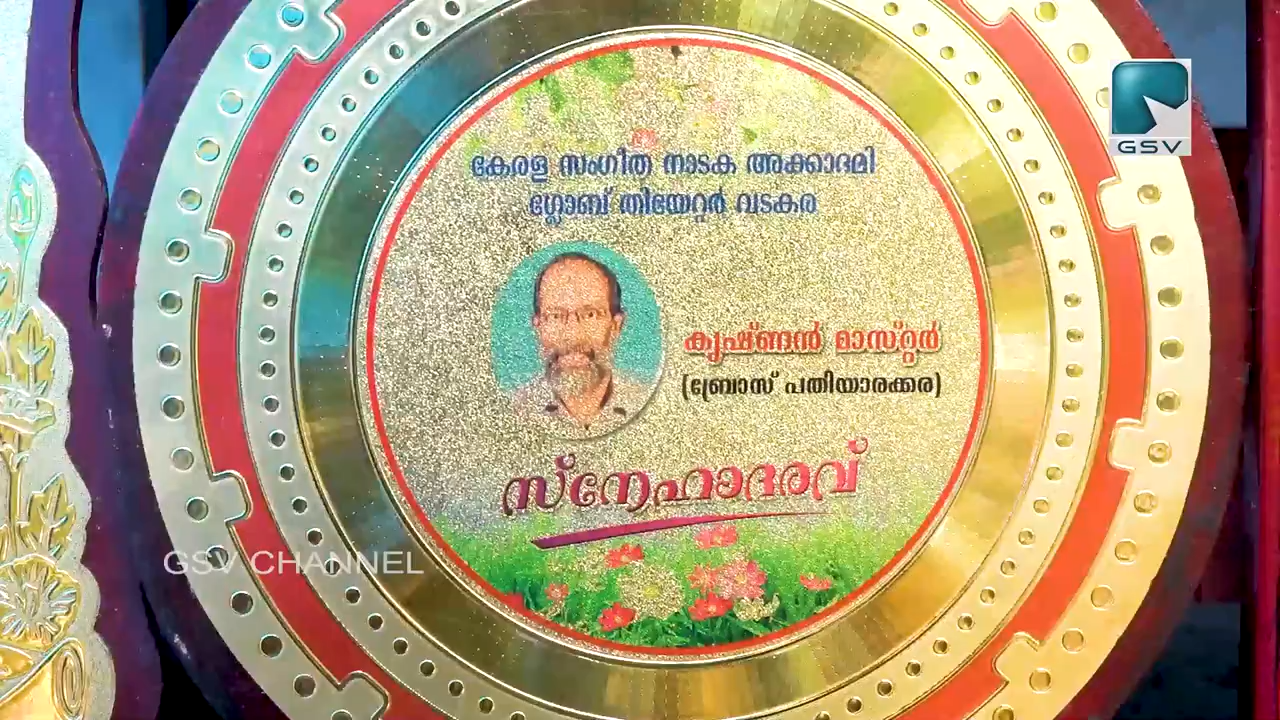 GSV
കേരള സംഗീത നാടക അക്കാദമി
ഗ്ലോബ് തിയേറ്റർ വടകര
കൃഷ്ണൻ മാസ്റ്റർ
(ബ്രോസ് പതിയാരക്കര)
സ്നേഹാദരവ്
GSV CHANNEL